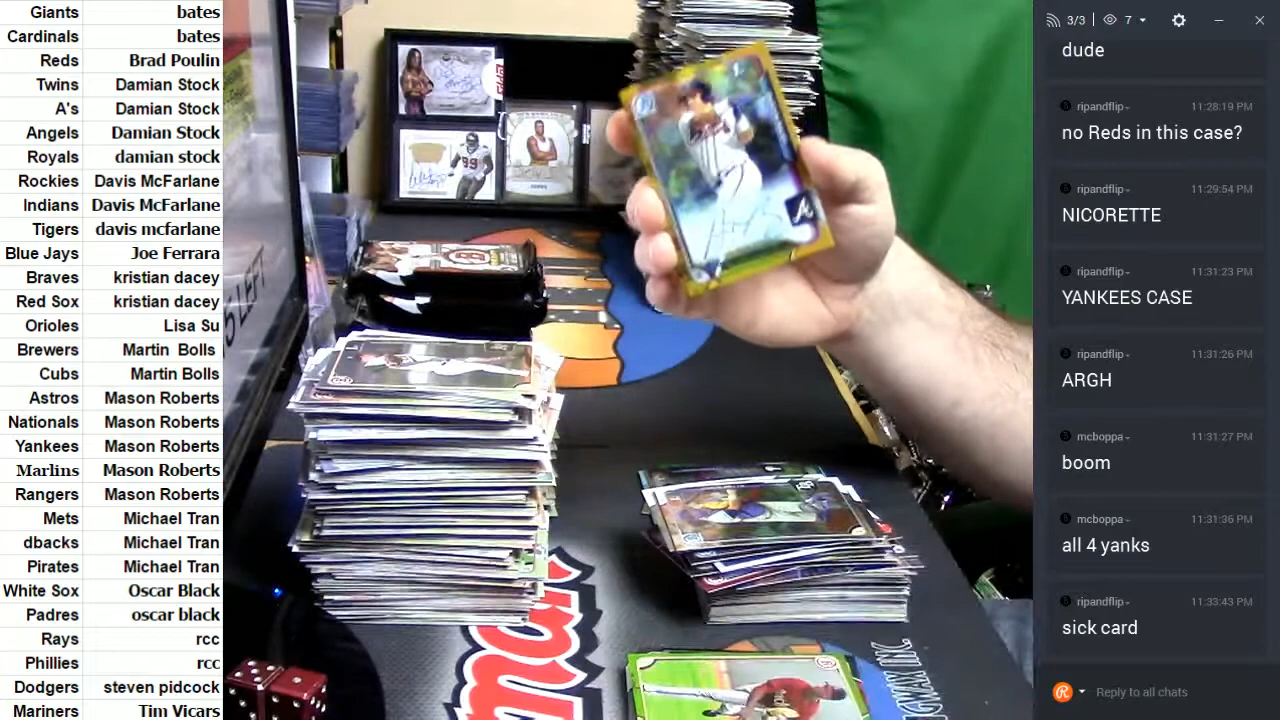 Giants bates
Cardinals bates
Reds Brad Poulin
Twins Damian Stock
A's Damian Stock
Angels Damian Stock
Royals damian stock
Rockies Davis McFarlane
Indians Davis McFarlane
Tigers davis mcfarlane
Blue Jays Joe Ferrara
Braves kristian dacey
Red Sox kristian dacey
Orioles Lisa Su
Brewers Martin Bolls
Cubs Martin Bolls
Astros Mason Roberts
Nationals Mason Roberts
Yankees Mason Roberts
Marlins Mason Roberts
Rangers Mason Roberts
Mets Michael Tran
dbacks Michael Tran
Pirates Michael Tran
White Sox Oscar Black
Padres oscar black
Rays rcc
Phillies rcc
Dodgers steven pidcock
Mariners Tim Vicars
LEFT
99
A
INC
3/3 7
dude
ripandflip 11:28:19 PM
no Reds in this case?
ripandflip 11:29:54 PM
NICORETTE
ripandflip 11:31:23 PM
YANKEES CASE
ripandflip 11:31:26 PM
ARGH
mcboppa 11:31:27 PM
boom
mcboppa 11:31:36 PM
all 4 yanks
ripandflip 11:33:43 PM
sick card
Reply to all chats